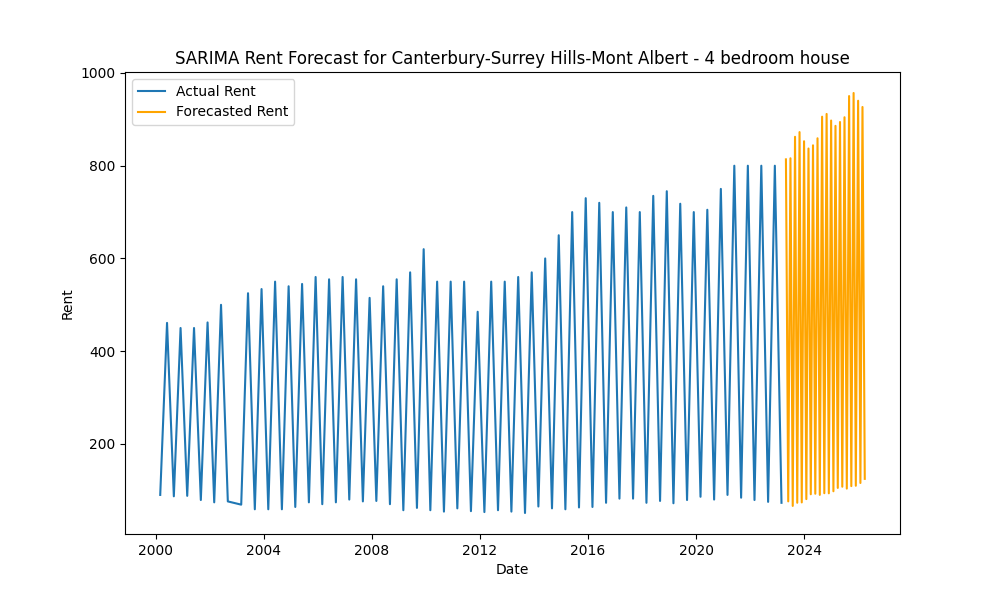 SARIMA Rent Forecast for Canterbury-Surrey Hills-Mont Albert - 4 bedroom house
Actual Rent
Forecasted Rent
1000
800
600
400
200
Rent
2000 2004 2008 2012 2016 2020 2024
Date